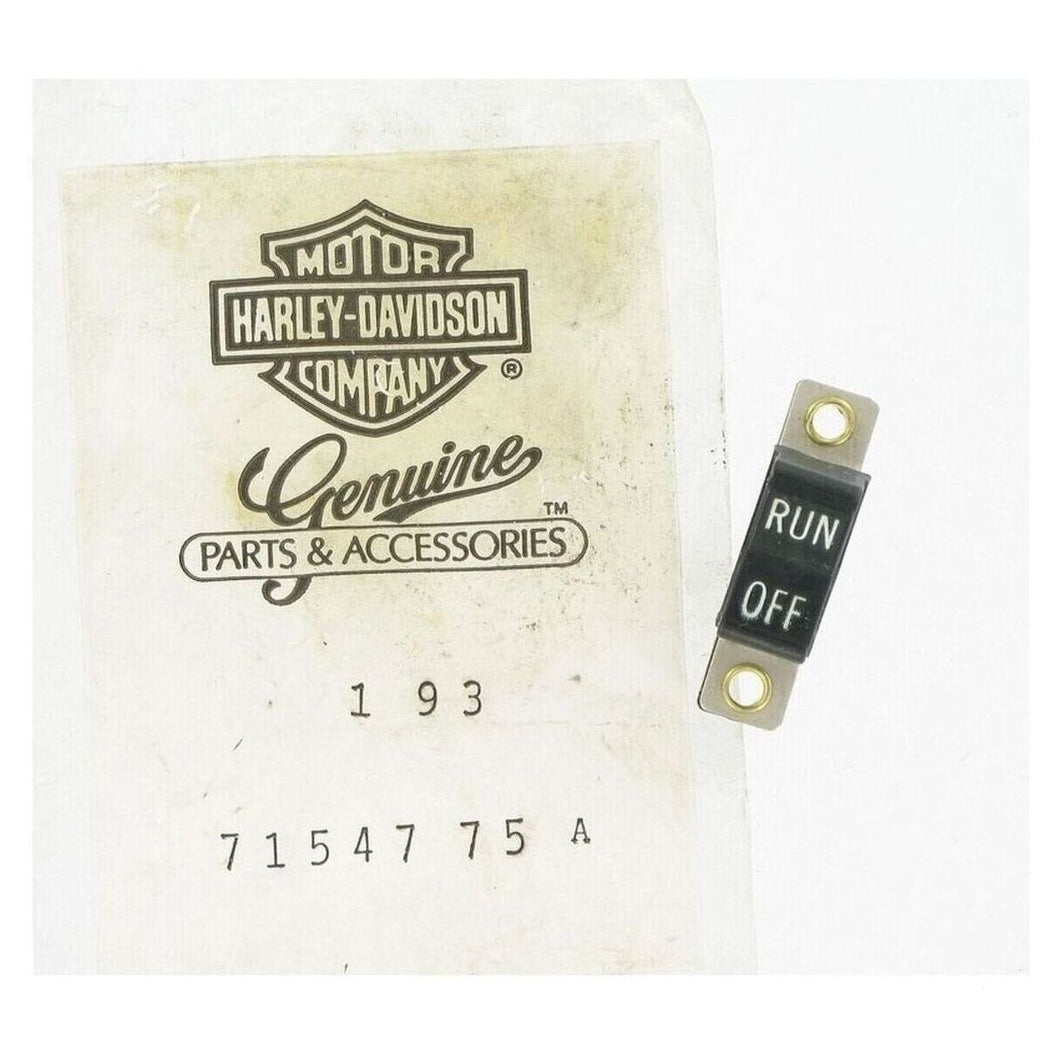 MOTOR
HARLEY-DAVIDSON
COMPANY ®
Genuine
TM
PARTS & ACCESSORIES
1 93
71547 75 A
RUN
OFF